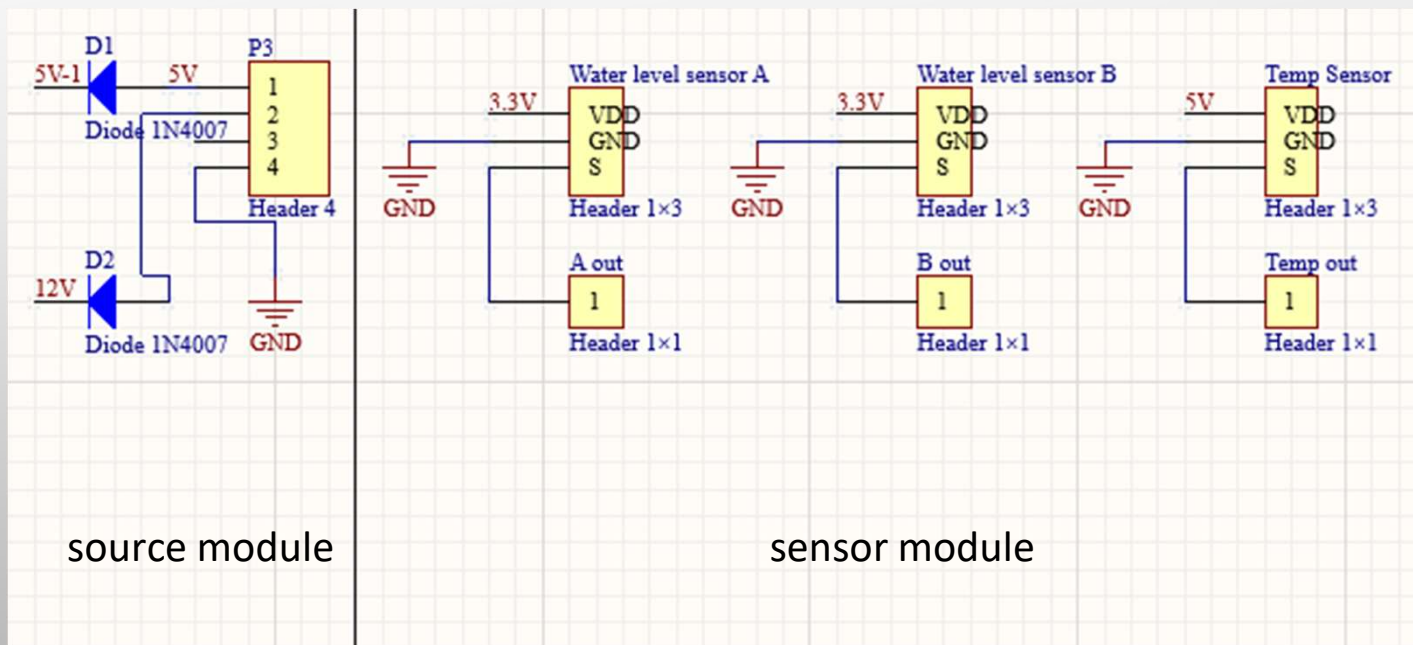 D1
P3
5V-1
5V
1
2
3
4
Diode 1N4007
Header 4
D2
12V
Diode 1N4007
GND
source module
Water level sensor A
3.3V
VDD
GND
S
GND
Header 1×3
A out
1
Header 1×1
Water level sensor B
3.3V
VDD
GND
S
GND
Header 1×3
B out
1
Header 1×1
Temp Sensor
5V
VDD
GND
S
GND
Header 1×3
Temp out
1
Header 1×1
sensor module